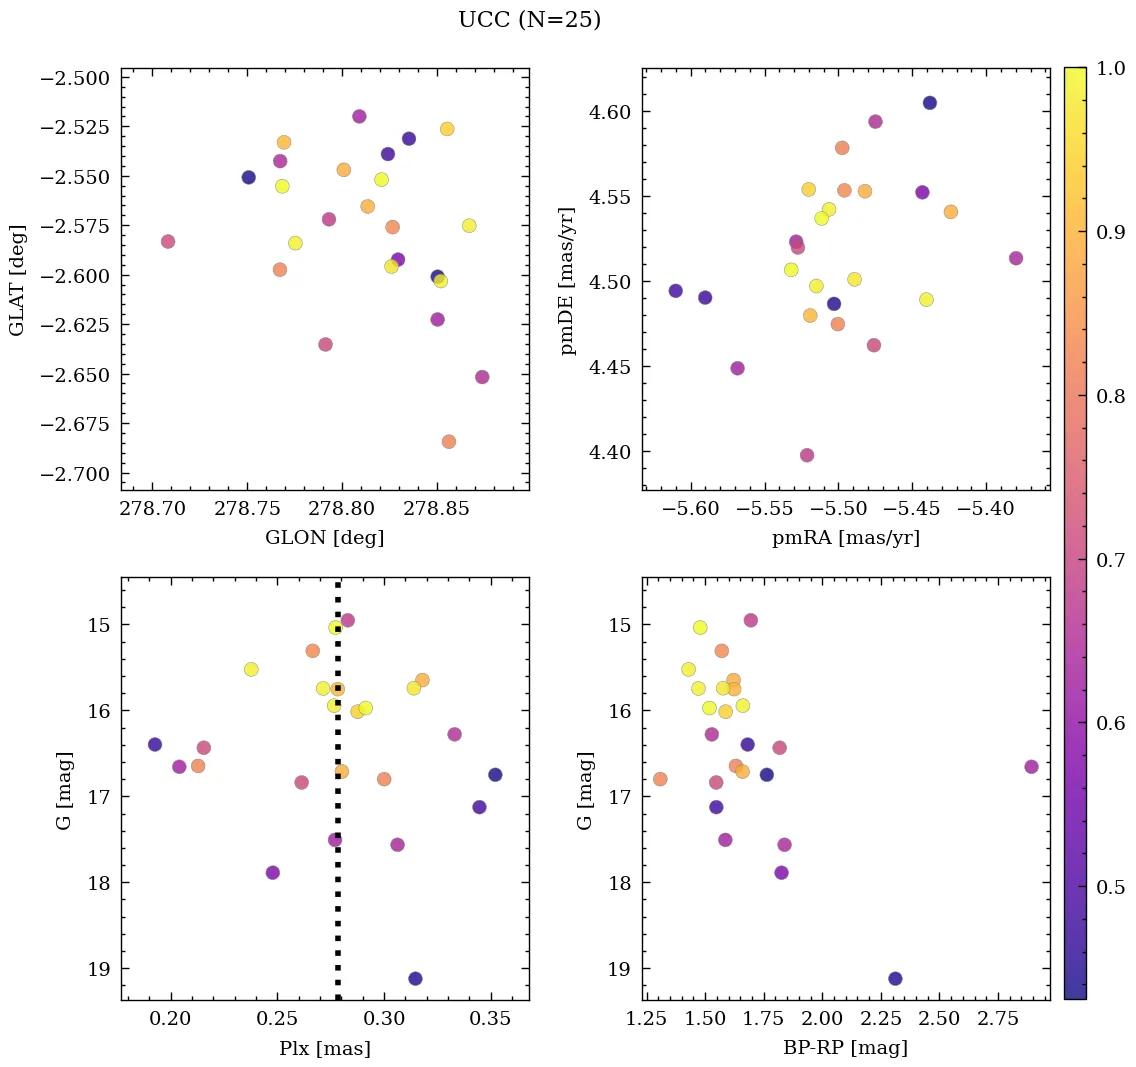 UCC (N=25)
−2.500
−2.525
−2.550
−2.575
−2.600
−2.625
−2.650
−2.675
−2.700
GLAT [deg]
278.70 278.75 278.80 278.85
GLON [deg]
4.60
4.55
4.50
4.45
4.40
pmDE [mas/yr]
−5.60 −5.55 −5.50 −5.45 −5.40
pmRA [mas/yr]
15
16
17
18
19
G [mag]
0.20 0.25 0.30 0.35
Plx [mas]
15
16
17
18
19
G [mag]
1.25 1.50 1.75 2.00 2.25 2.50 2.75
BP-RP [mag]
1.0
0.9
0.8
0.7
0.6
0.5